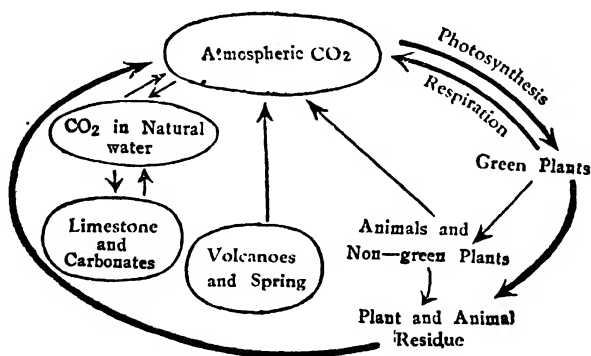 Atmospheric CO2
Photosynthesis
Respiration
CO2 in Natural
water
Green Plants
Limestone
and
Carbonates
Volcanoes
and Spring
Animals and
Non-green Plants
Plant and Animal
Residue